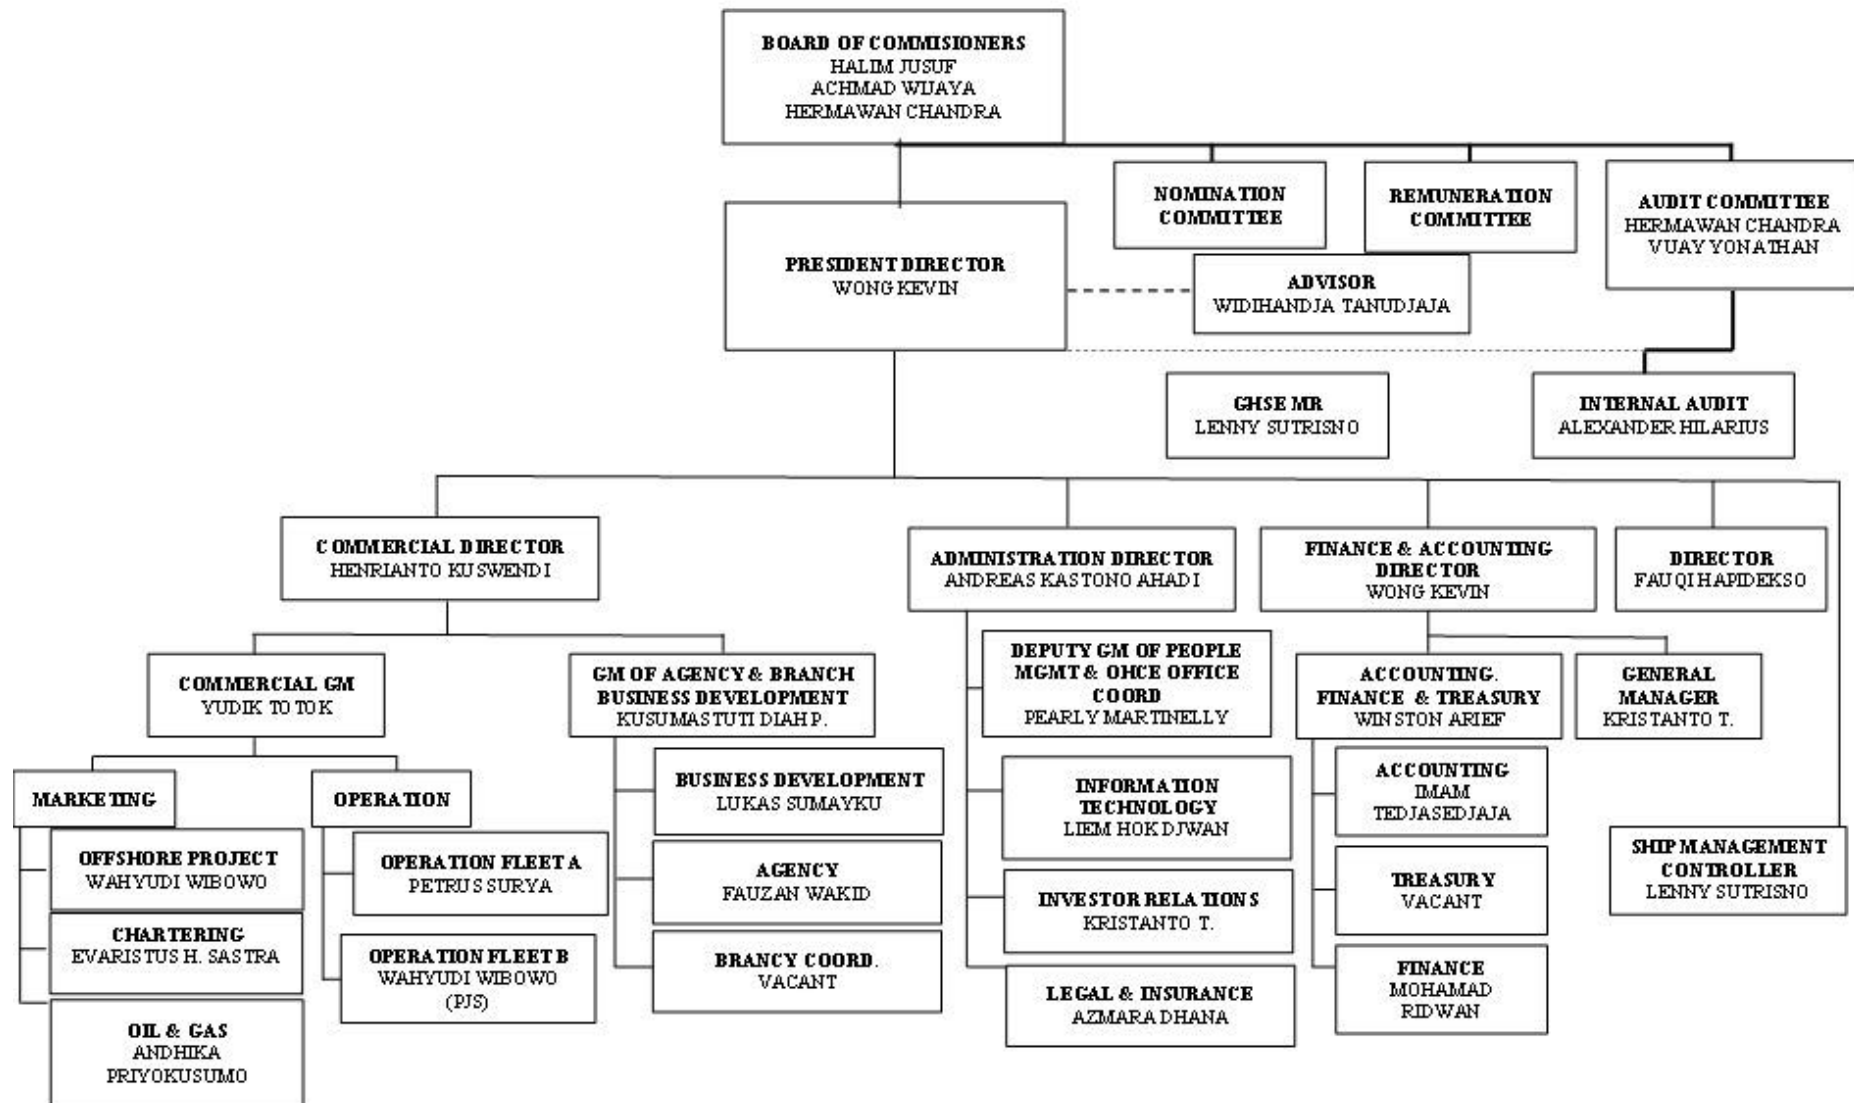 BOARD OF COMMISIONERS
HALIM JUSUF
ACHMAD WIJAYA
HERMAWAN CHANDRA
NOMINATION
COMMITTEE
REMUNERATION
COMMITTEE
AUDIT COMMITTEE
HERMAWAN CHANDRA
VIJAY YONATHAN
PRESIDENT DIRECTOR
WONG KEVIN
ADVISOR
WIDIHANDJA TANUDJAJA
GHSE MR
LENNY SUTRISNO
INTERNAL AUDIT
ALEXANDER HILARIUS
COMMERCIAL DIRECTOR
HENRIANTO KUSWENDI
ADMINISTRATION DIRECTOR
ANDREAS KASTONO AHADI
FINANCE & ACCOUNTING
DIRECTOR
WONG KEVIN
DIRECTOR
FAUQI HAPIDEKSO
COMMERCIAL GM
YUDIK TOTOK
GM OF AGENCY & BRANCH
BUSINESS DEVELOPMENT
KUSUMASTUTI DIAH P.
DEPUTY GM OF PEOPLE
MGMT & OHCE OFFICE
COORD
PEARLY MARTINELLY
ACCOUNTING.
FINANCE & TREASURY
WINSTON ARIEF
GENERAL
MANAGER
KRISTANTO T.
MARKETING
OPERATION
BUSINESS DEVELOPMENT
LUKAS SUMAYKU
INFORMATION
TECHNOLOGY
LIEM HOK DJWAN
ACCOUNTING
IMAM
TEDJASEDJAJA
OFFSHORE PROJECT
WAHYUDI WIBOWO
OPERATION FLEET A
PETRUS SURYA
AGENCY
FAUZAN WAKID
INVESTOR RELATIONS
KRISTANTO T.
TREASURY
VACANT
SHIP MANAGEMENT
CONTROLLER
LENNY SUTRISNO
CHARTERING
EVARISTUS H. SASTRA
OPERATION FLEET B
WAHYUDI WIBOWO
(PJS)
BRANCY COORD.
VACANT
LEGAL & INSURANCE
AZMARA DHANA
FINANCE
MOHAMAD
RIDWAN
OIL & GAS
ANDHIKA
PRIYOKUSUMO